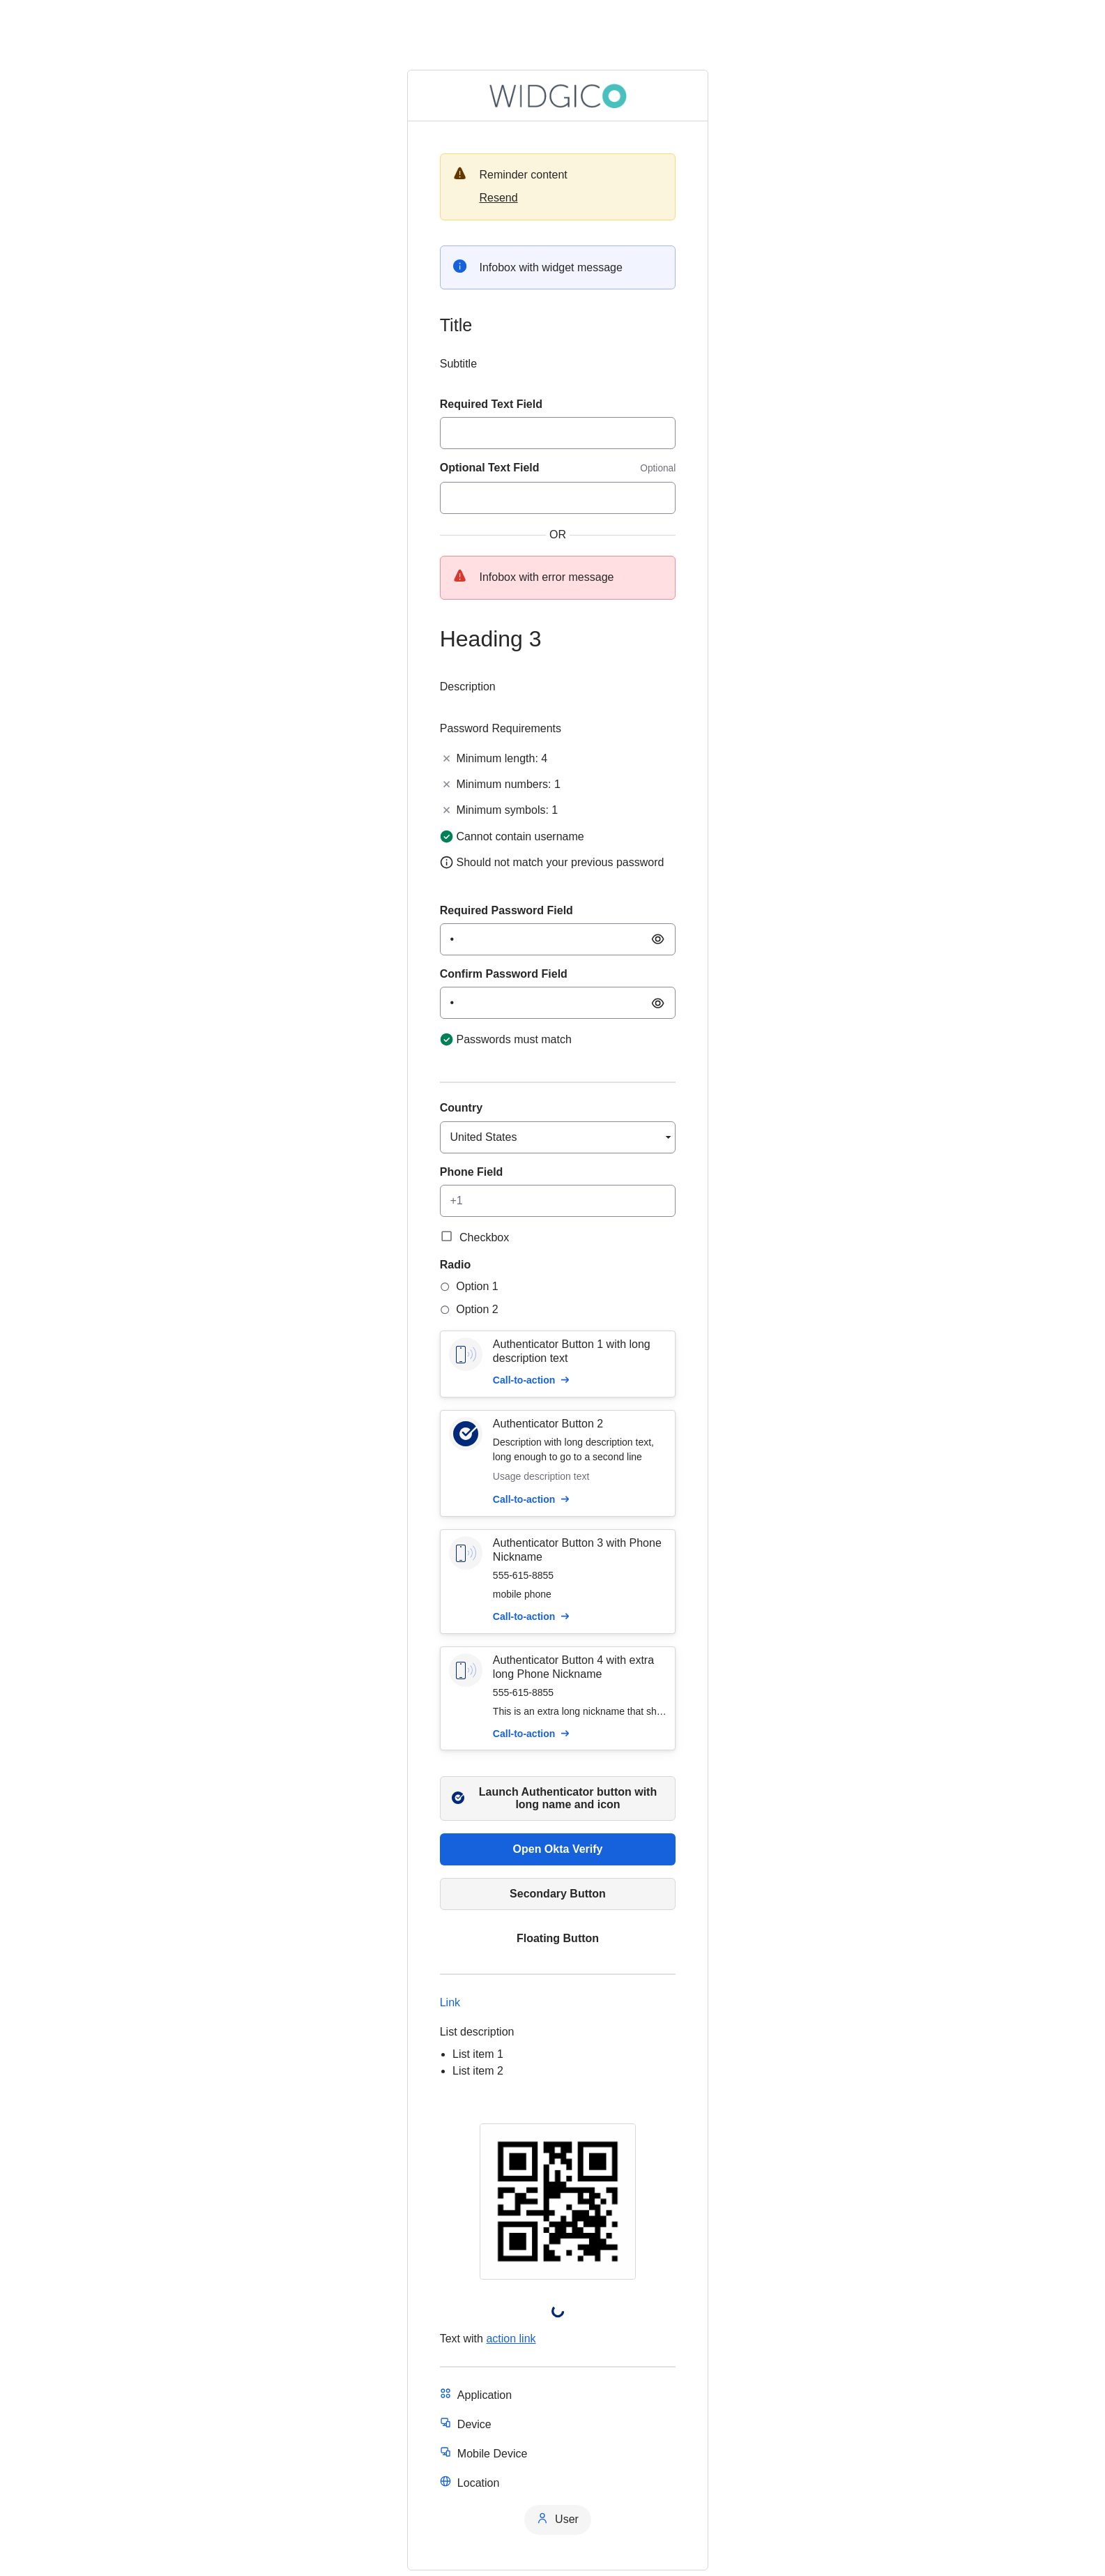 WIDGICO
Reminder content
Resend
Infobox with widget message
Title
Subtitle
Required Text Field
Optional Text Field Optional
OR
Infobox with error message
Heading 3
Description
Password Requirements
Minimum length: 4
Minimum numbers: 1
Minimum symbols: 1
Cannot contain username
Should not match your previous password
Required Password Field
•
Confirm Password Field
•
Passwords must match
Country
United States
Phone Field
+1
Checkbox
Radio
Option 1
Option 2
Authenticator Button 1 with long
description text
Call-to-action
Authenticator Button 2
Description with long description text,
long enough to go to a second line
Usage description text
Call-to-action
Authenticator Button 3 with Phone
Nickname
555-615-8855
mobile phone
Call-to-action
Authenticator Button 4 with extra
long Phone Nickname
555-615-8855
This is an extra long nickname that sh…
Call-to-action
Launch Authenticator button with
long name and icon
Open Okta Verify
Secondary Button
Floating Button
Link
List description
• List item 1
• List item 2
Text with action link
Application
Device
Mobile Device
Location
User